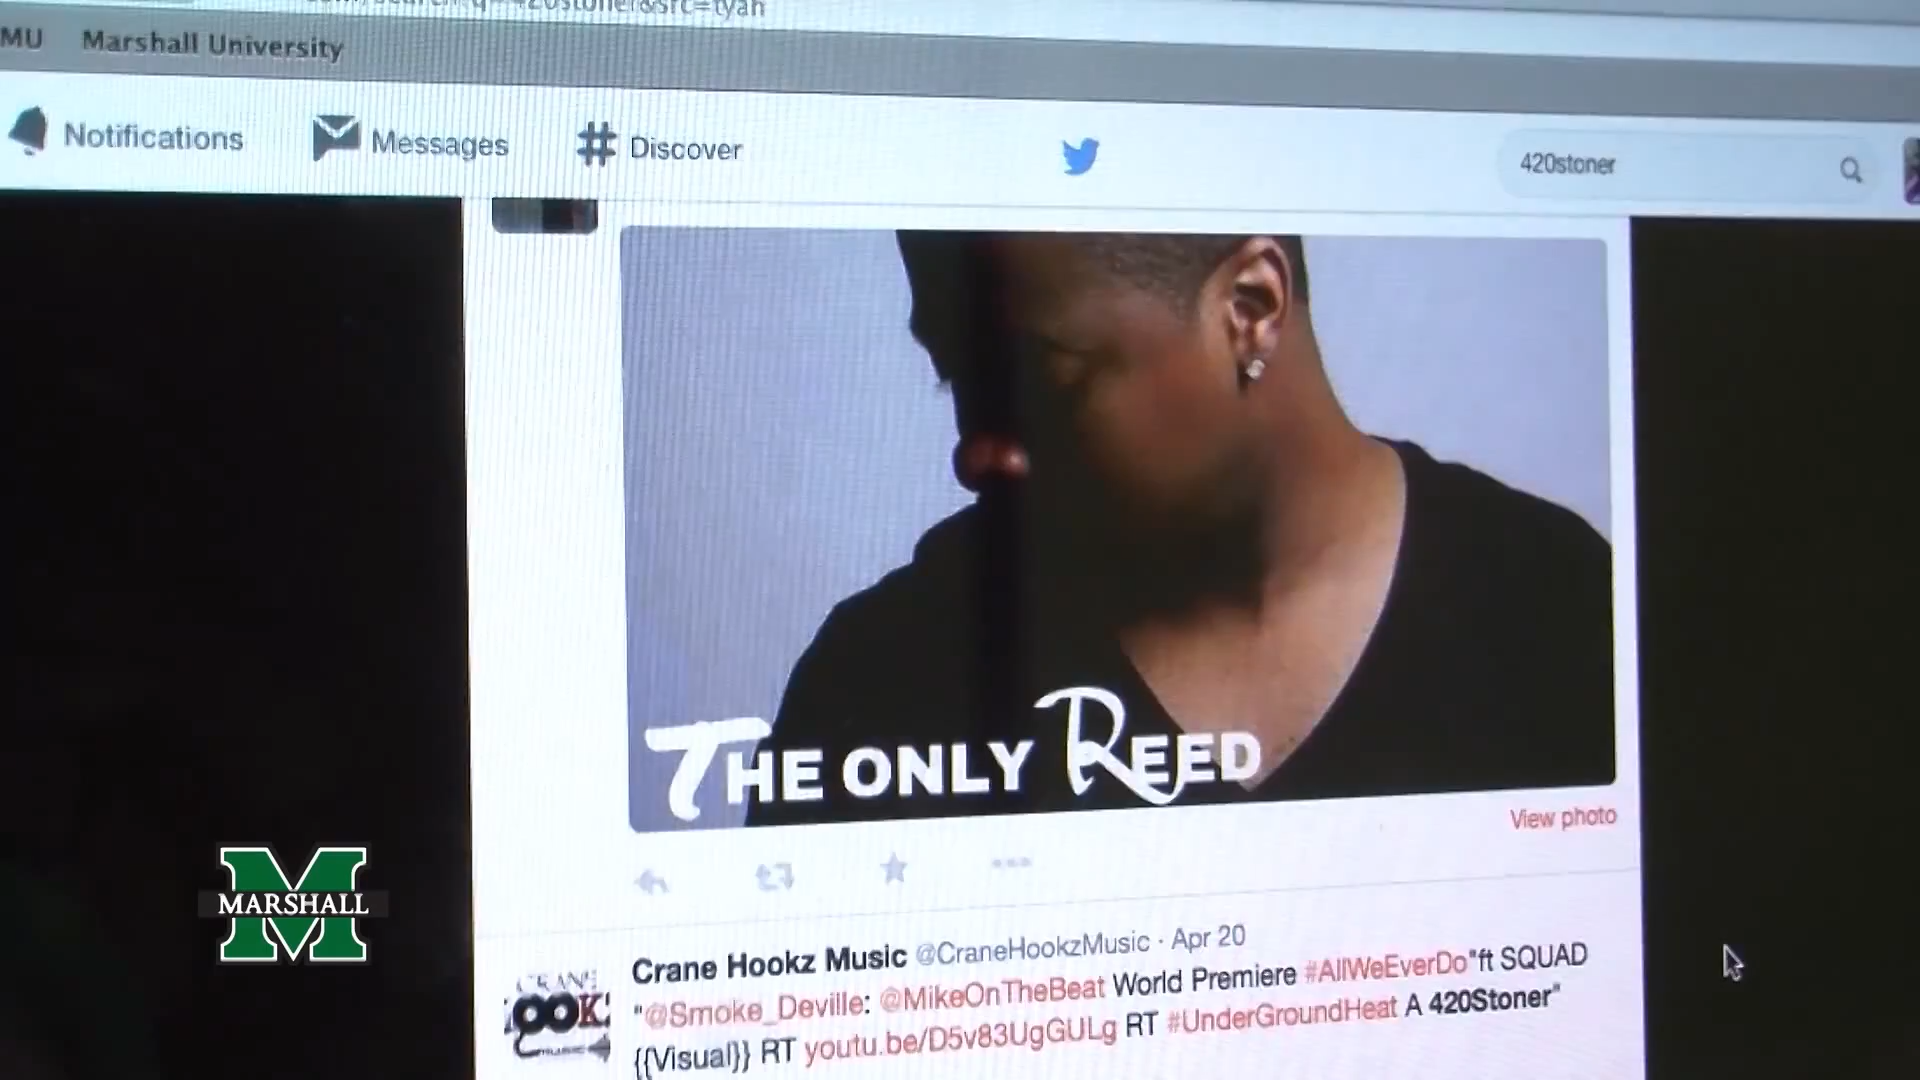 MU Marshall University
Notifications Messages Discover
420stoner
THE ONLY REED
View photo
MARSHALL
Crane Hookz Music @CraneHookzMusic · Apr 20
"@Smoke_Deville: @MikeOnTheBeat World Premiere #AllWeEverDo"ft SQUAD
{{Visual}} RT youtu.be/D5v83UgGULg RT #UnderGroundHeat A 420Stoner"